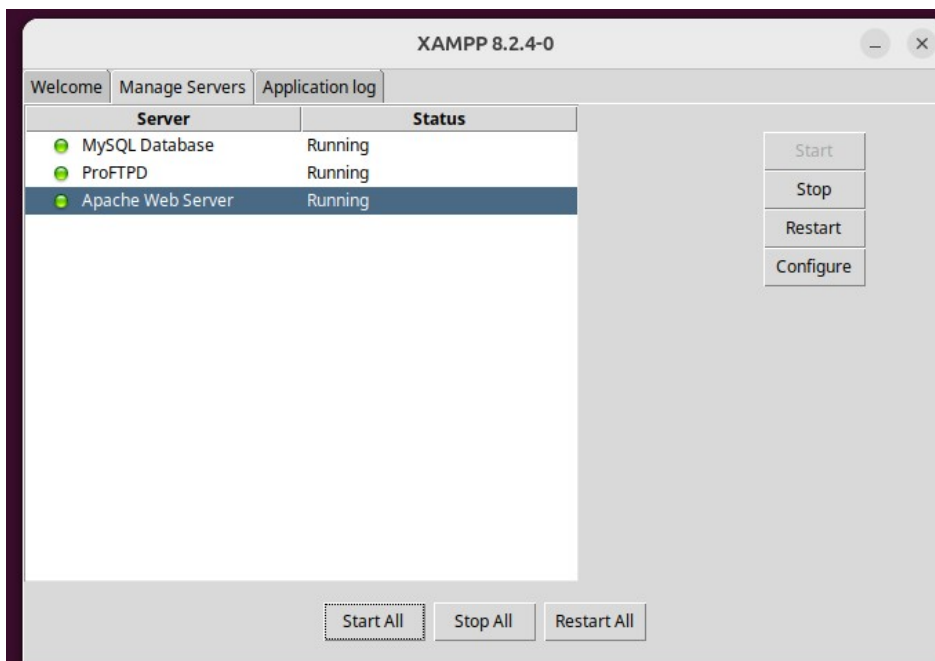 XAMPP 8.2.4-0
Welcome Manage Servers Application log
Server Status
MySQL Database Running
ProFTPD Running
Apache Web Server Running
Start
Stop
Restart
Configure
Start All Stop All Restart All